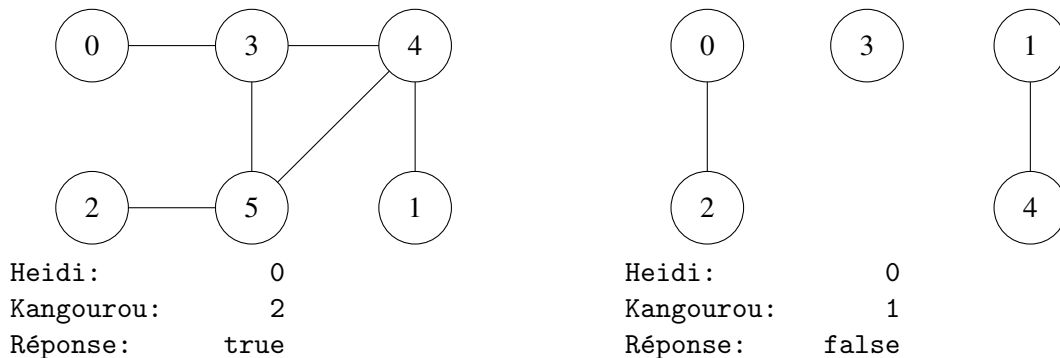 0 3 4 0 3 1
2 5 1 2 4
Heidi: 0 Heidi: 0
Kangourou: 2 Kangourou: 1
Réponse: true Réponse: false